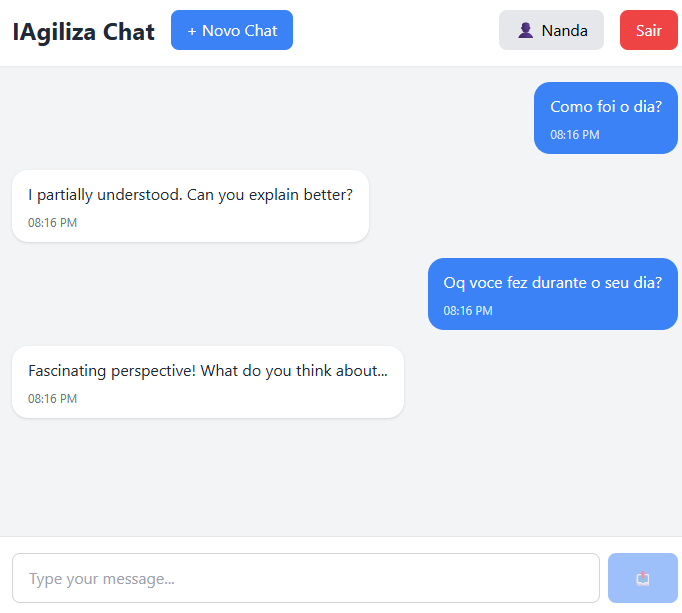 IAgiliza Chat
+ Novo Chat
Nanda
Sair
Como foi o dia?
08:16 PM
I partially understood. Can you explain better?
08:16 PM
Oq voce fez durante o seu dia?
08:16 PM
Fascinating perspective! What do you think about...
08:16 PM
Type your message...